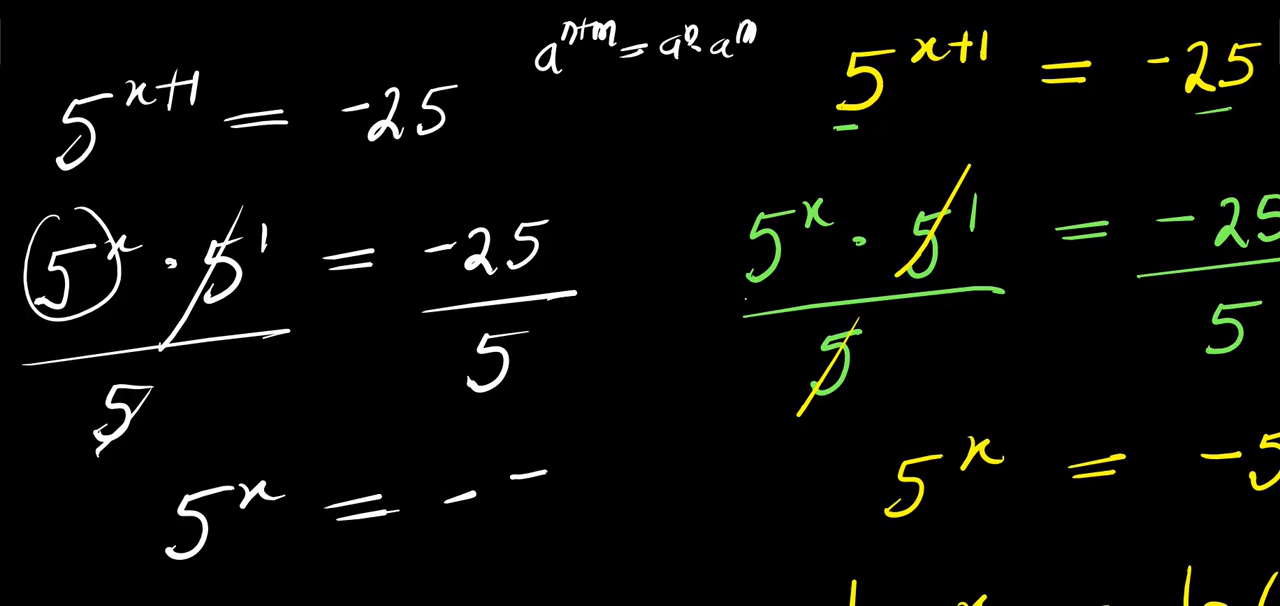 a^{n+m} = a^n · a^m
5^{x+1} = -25
5^x · 5^1 = -25
5 5
5^x = - -
5^{x+1} = -25
5^x · 5^1 = -25
5 5
5^x = -5